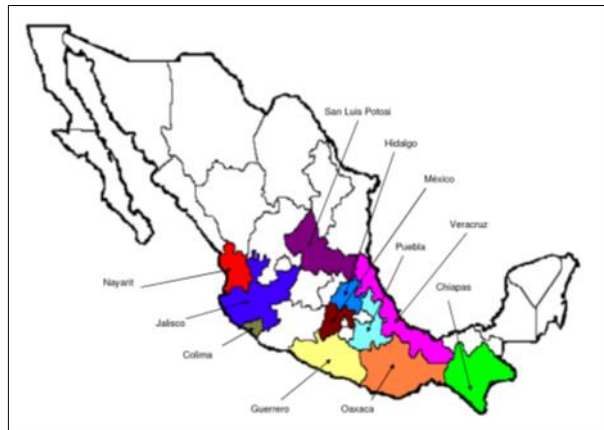 San Luis Potosi
Hidalgo
México
Veracruz
Puebla
Chiapas
Nayarit
Jalisco
Colima
Guerrero
Oaxaca